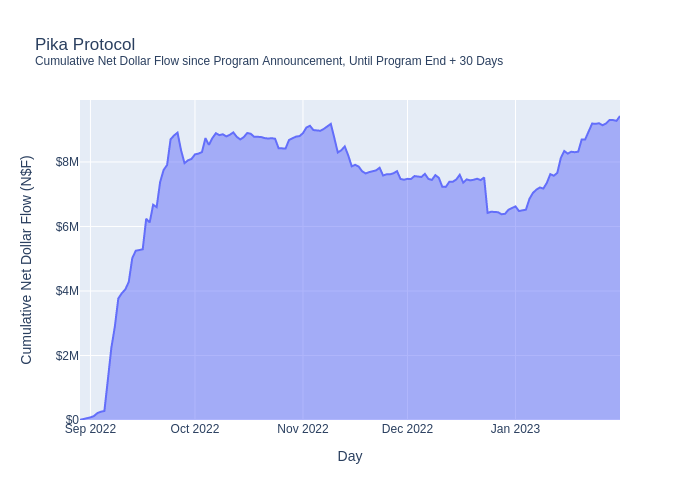 Pika Protocol
Cumulative Net Dollar Flow since Program Announcement, Until Program End + 30 Days
Cumulative Net Dollar Flow (N$F)
$8M
$6M
$4M
$2M
$0
Sep 2022 Oct 2022 Nov 2022 Dec 2022 Jan 2023
Day